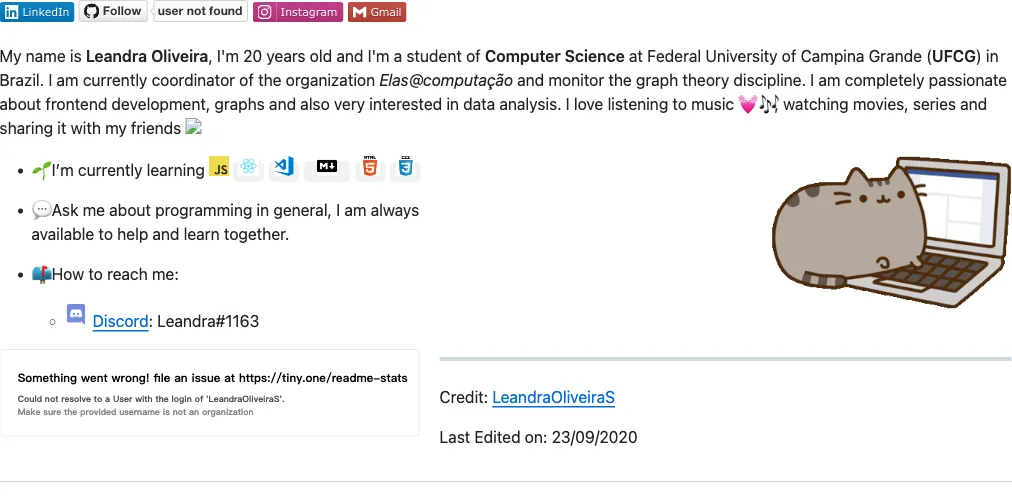 LinkedIn Follow user not found Instagram Gmail
My name is Leandra Oliveira, I'm 20 years old and I'm a student of Computer Science at Federal University of Campina Grande (UFCG) in
Brazil. I am currently coordinator of the organization Elas@computação and monitor the graph theory discipline. I am completely passionate
about frontend development, graphs and also very interested in data analysis. I love listening to music 💓🎶 watching movies, series and
sharing it with my friends
• 🌱I’m currently learning JS M↓ HTML 5 CSS 3
• 💬Ask me about programming in general, I am always
available to help and learn together.
• 📫How to reach me:
◦ Discord: Leandra#1163
Something went wrong! file an issue at https://tiny.one/readme-stats
Could not resolve to a User with the login of 'LeandraOliveiraS'.
Make sure the provided username is not an organization
Credit: LeandraOliveiraS
Last Edited on: 23/09/2020